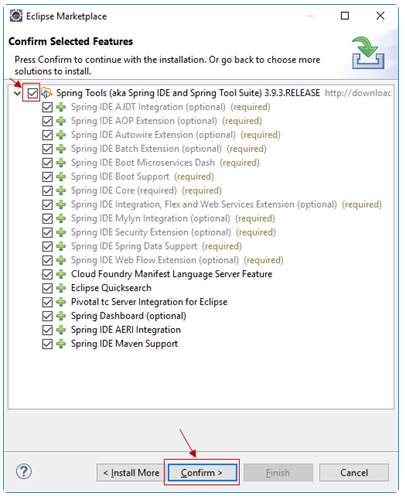 Eclipse Marketplace
Confirm Selected Features
Press Confirm to continue with the installation. Or go back to choose more
solutions to install.
Spring Tools (aka Spring IDE and Spring Tool Suite) 3.9.3.RELEASE http://downloac
Spring IDE AJDT Integration (optional) (required)
Spring IDE AOP Extension (optional) (required)
Spring IDE Autowire Extension (optional) (required)
Spring IDE Batch Extension (optional) (required)
Spring IDE Boot Microservices Dash (required)
Spring IDE Boot Support (required)
Spring IDE Core (required) (required)
Spring IDE Integration, Flex and Web Services Extension (optional) (required)
Spring IDE Mylyn Integration (optional) (required)
Spring IDE Security Extension (optional) (required)
Spring IDE Spring Data Support (required)
Spring IDE Web Flow Extension (optional) (required)
Cloud Foundry Manifest Language Server Feature
Eclipse Quicksearch
Pivotal tc Server Integration for Eclipse
Spring Dashboard (optional)
Spring IDE AERI Integration
Spring IDE Maven Support
? < Install More Confirm > Finish Cancel